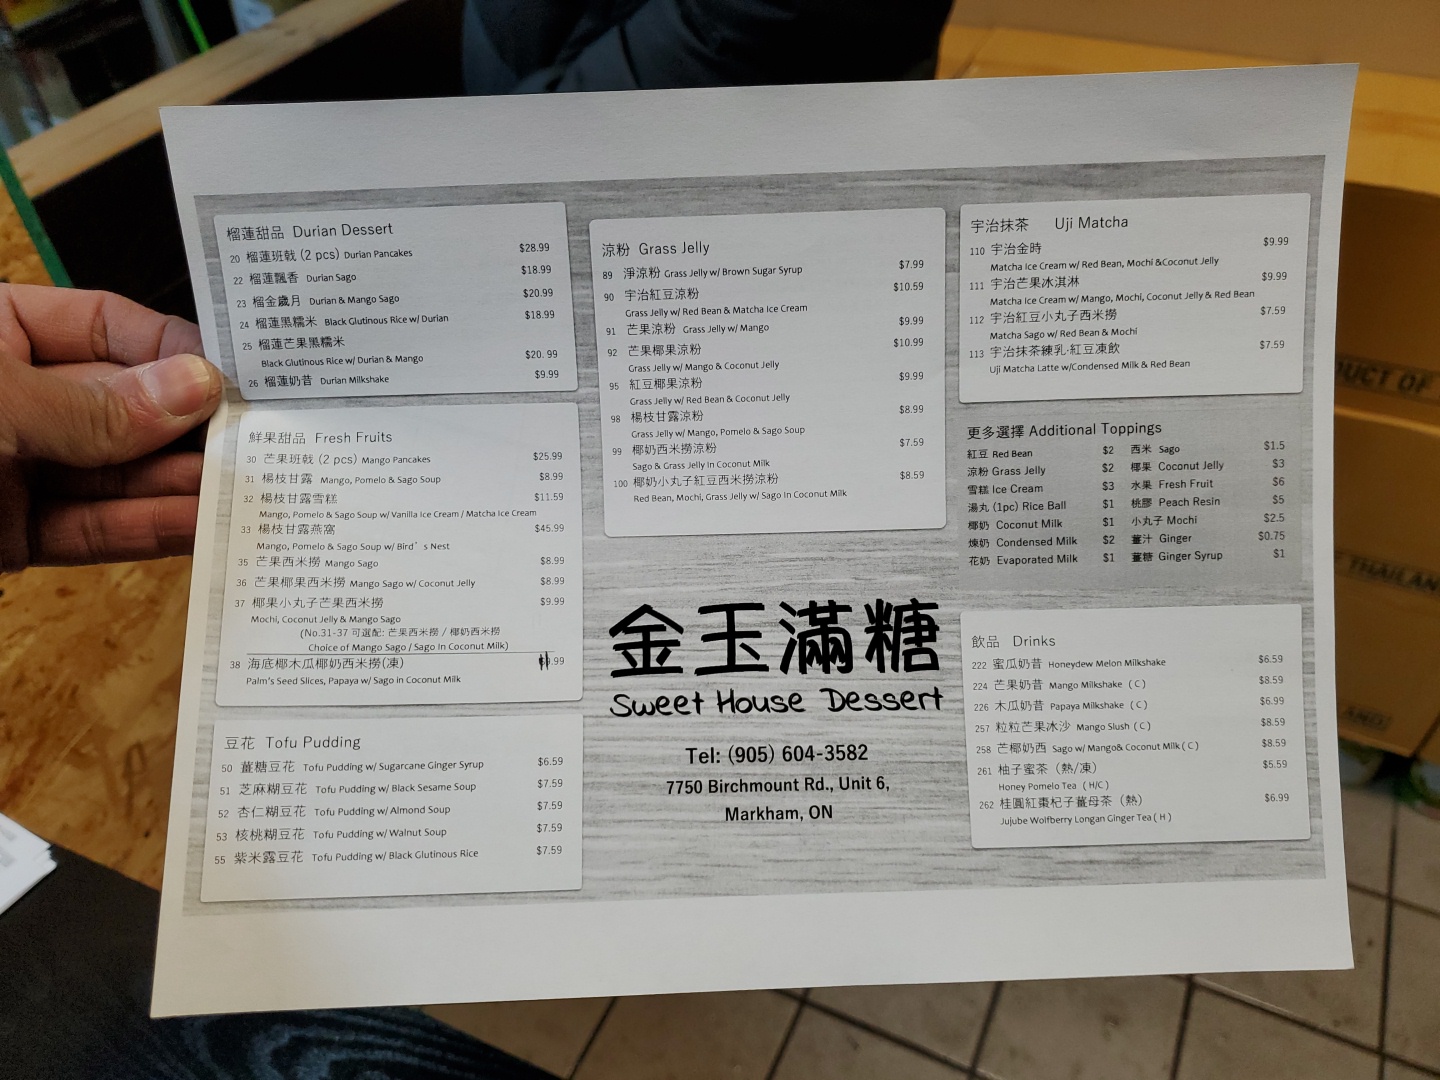 榴蓮甜品 Durian Dessert
20 榴蓮班戟 (2 pcs) Durian Pancakes $28.99
22 榴蓮飄香 Durian Sago $18.99
23 榴金歲月 Durian & Mango Sago $20.99
24 榴蓮黑糯米 Black Glutinous Rice w/ Durian $18.99
25 榴蓮芒果黑糯米
Black Glutinous Rice w/ Durian & Mango $20. 99
26 榴蓮奶昔 Durian Milkshake $9.99
鮮果甜品 Fresh Fruits
30 芒果班戟 (2 pcs) Mango Pancakes $25.99
31 楊枝甘露 Mango, Pomelo & Sago Soup $8.99
32 楊枝甘露雪糕 $11.59
Mango, Pomelo & Sago Soup w/ Vanilla Ice Cream / Matcha Ice Cream
33 楊枝甘露燕窩 $45.99
Mango, Pomelo & Sago Soup w/ Bird's Nest
35 芒果西米撈 Mango Sago $8.99
36 芒果椰果西米撈 Mango Sago w/ Coconut Jelly $8.99
37 椰果小丸子芒果西米撈 $9.99
Mochi, Coconut Jelly & Mango Sago
(No.31-37 可選配: 芒果西米撈 / 椰奶西米撈
Choice of Mango Sago / Sago In Coconut Milk)
38 海底椰木瓜椰奶西米撈(凍) .99
Palm's Seed Slices, Papaya w/ Sago in Coconut Milk
豆花 Tofu Pudding
50 薑糖豆花 Tofu Pudding w/ Sugarcane Ginger Syrup $6.59
51 芝麻糊豆花 Tofu Pudding w/ Black Sesame Soup $7.59
52 杏仁糊豆花 Tofu Pudding w/ Almond Soup $7.59
53 核桃糊豆花 Tofu Pudding w/ Walnut Soup $7.59
55 紫米露豆花 Tofu Pudding w/ Black Glutinous Rice $7.59
涼粉 Grass Jelly
89 淨涼粉 Grass Jelly w/ Brown Sugar Syrup $7.99
90 宇治紅豆涼粉 $10.59
Grass Jelly w/ Red Bean & Matcha Ice Cream
91 芒果涼粉 Grass Jelly w/ Mango $9.99
92 芒果椰果涼粉 $10.99
Grass Jelly w/ Mango & Coconut Jelly
95 紅豆椰果涼粉 $9.99
Grass Jelly w/ Red Bean & Coconut Jelly
98 楊枝甘露涼粉 $8.99
Grass Jelly w/ Mango, Pomelo & Sago Soup
99 椰奶西米撈涼粉 $7.59
Sago & Grass Jelly In Coconut Milk
100 椰奶小丸子紅豆西米撈涼粉 $8.59
Red Bean, Mochi, Grass Jelly w/ Sago In Coconut Milk
金玉滿糖
Sweet House Dessert
Tel: (905) 604-3582
7750 Birchmount Rd., Unit 6,
Markham, ON
宇治抹茶 Uji Matcha
110 宇治金時 $9.99
Matcha Ice Cream w/ Red Bean, Mochi &Coconut Jelly
111 宇治芒果冰淇淋 $9.99
Matcha Ice Cream w/ Mango, Mochi, Coconut Jelly & Red Bean
112 宇治紅豆小丸子西米撈 $7.59
Matcha Sago w/ Red Bean & Mochi
113 宇治抹茶練乳·紅豆凍飲 $7.59
Uji Matcha Latte w/Condensed Milk & Red Bean
更多選擇 Additional Toppings
紅豆 Red Bean $2 西米 Sago $1.5
涼粉 Grass Jelly $2 椰果 Coconut Jelly $3
雪糕 Ice Cream $3 水果 Fresh Fruit $6
湯丸 (1pc) Rice Ball $1 桃膠 Peach Resin $5
椰奶 Coconut Milk $1 小丸子 Mochi $2.5
煉奶 Condensed Milk $2 薑汁 Ginger $0.75
花奶 Evaporated Milk $1 薑糖 Ginger Syrup $1
飲品 Drinks
222 蜜瓜奶昔 Honeydew Melon Milkshake $6.59
224 芒果奶昔 Mango Milkshake (C) $8.59
226 木瓜奶昔 Papaya Milkshake (C) $6.99
257 粒粒芒果冰沙 Mango Slush (C) $8.59
258 芒椰奶西 Sago w/ Mango& Coconut Milk (C) $8.59
261 柚子蜜茶 (熱/凍) $5.59
Honey Pomelo Tea (H/C)
262 桂圓紅棗杞子薑母茶 (熱) $6.99
Jujube Wolfberry Longan Ginger Tea (H)
DUCT OF
THAILAN